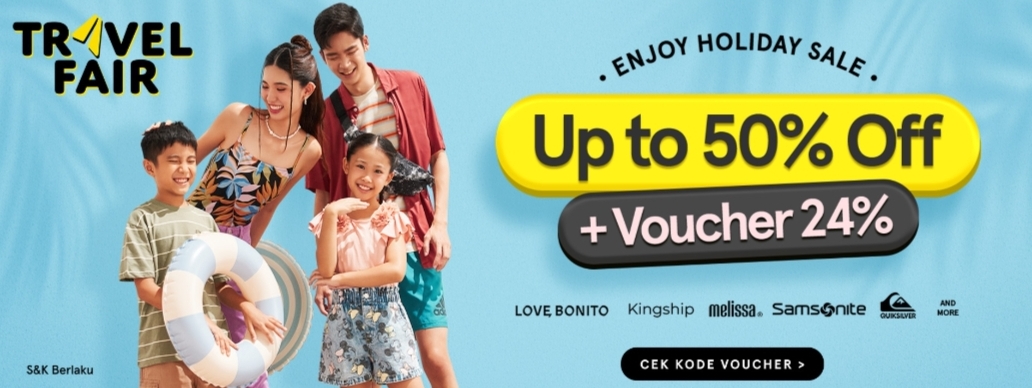 TRAVEL
FAIR
• ENJOY HOLIDAY SALE •
Up to 50% Off
+ Voucher 24%
LOVE, BONITO
Kingship
melissa®
Samsonite
QUIKSILVER
AND
MORE
CEK KODE VOUCHER >
S&K Berlaku
adidas